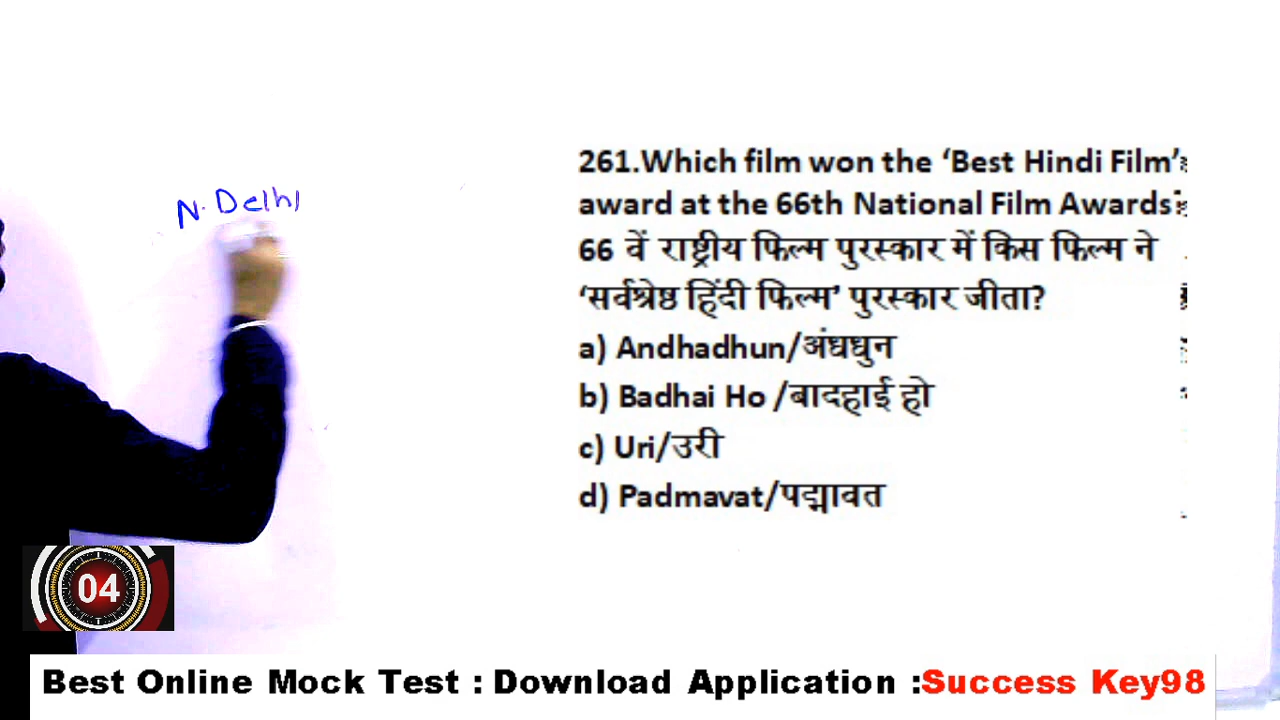 N. Delhi
261.Which film won the ‘Best Hindi Film’
award at the 66th National Film Awards?
66 वें राष्ट्रीय फिल्म पुरस्कार में किस फिल्म ने
‘सर्वश्रेष्ठ हिंदी फिल्म’ पुरस्कार जीता?
a) Andhadhun/अंधधुन
b) Badhai Ho /बादहाई हो
c) Uri/उरी
d) Padmavat/पद्मावत
04
Best Online Mock Test : Download Application :Success Key98